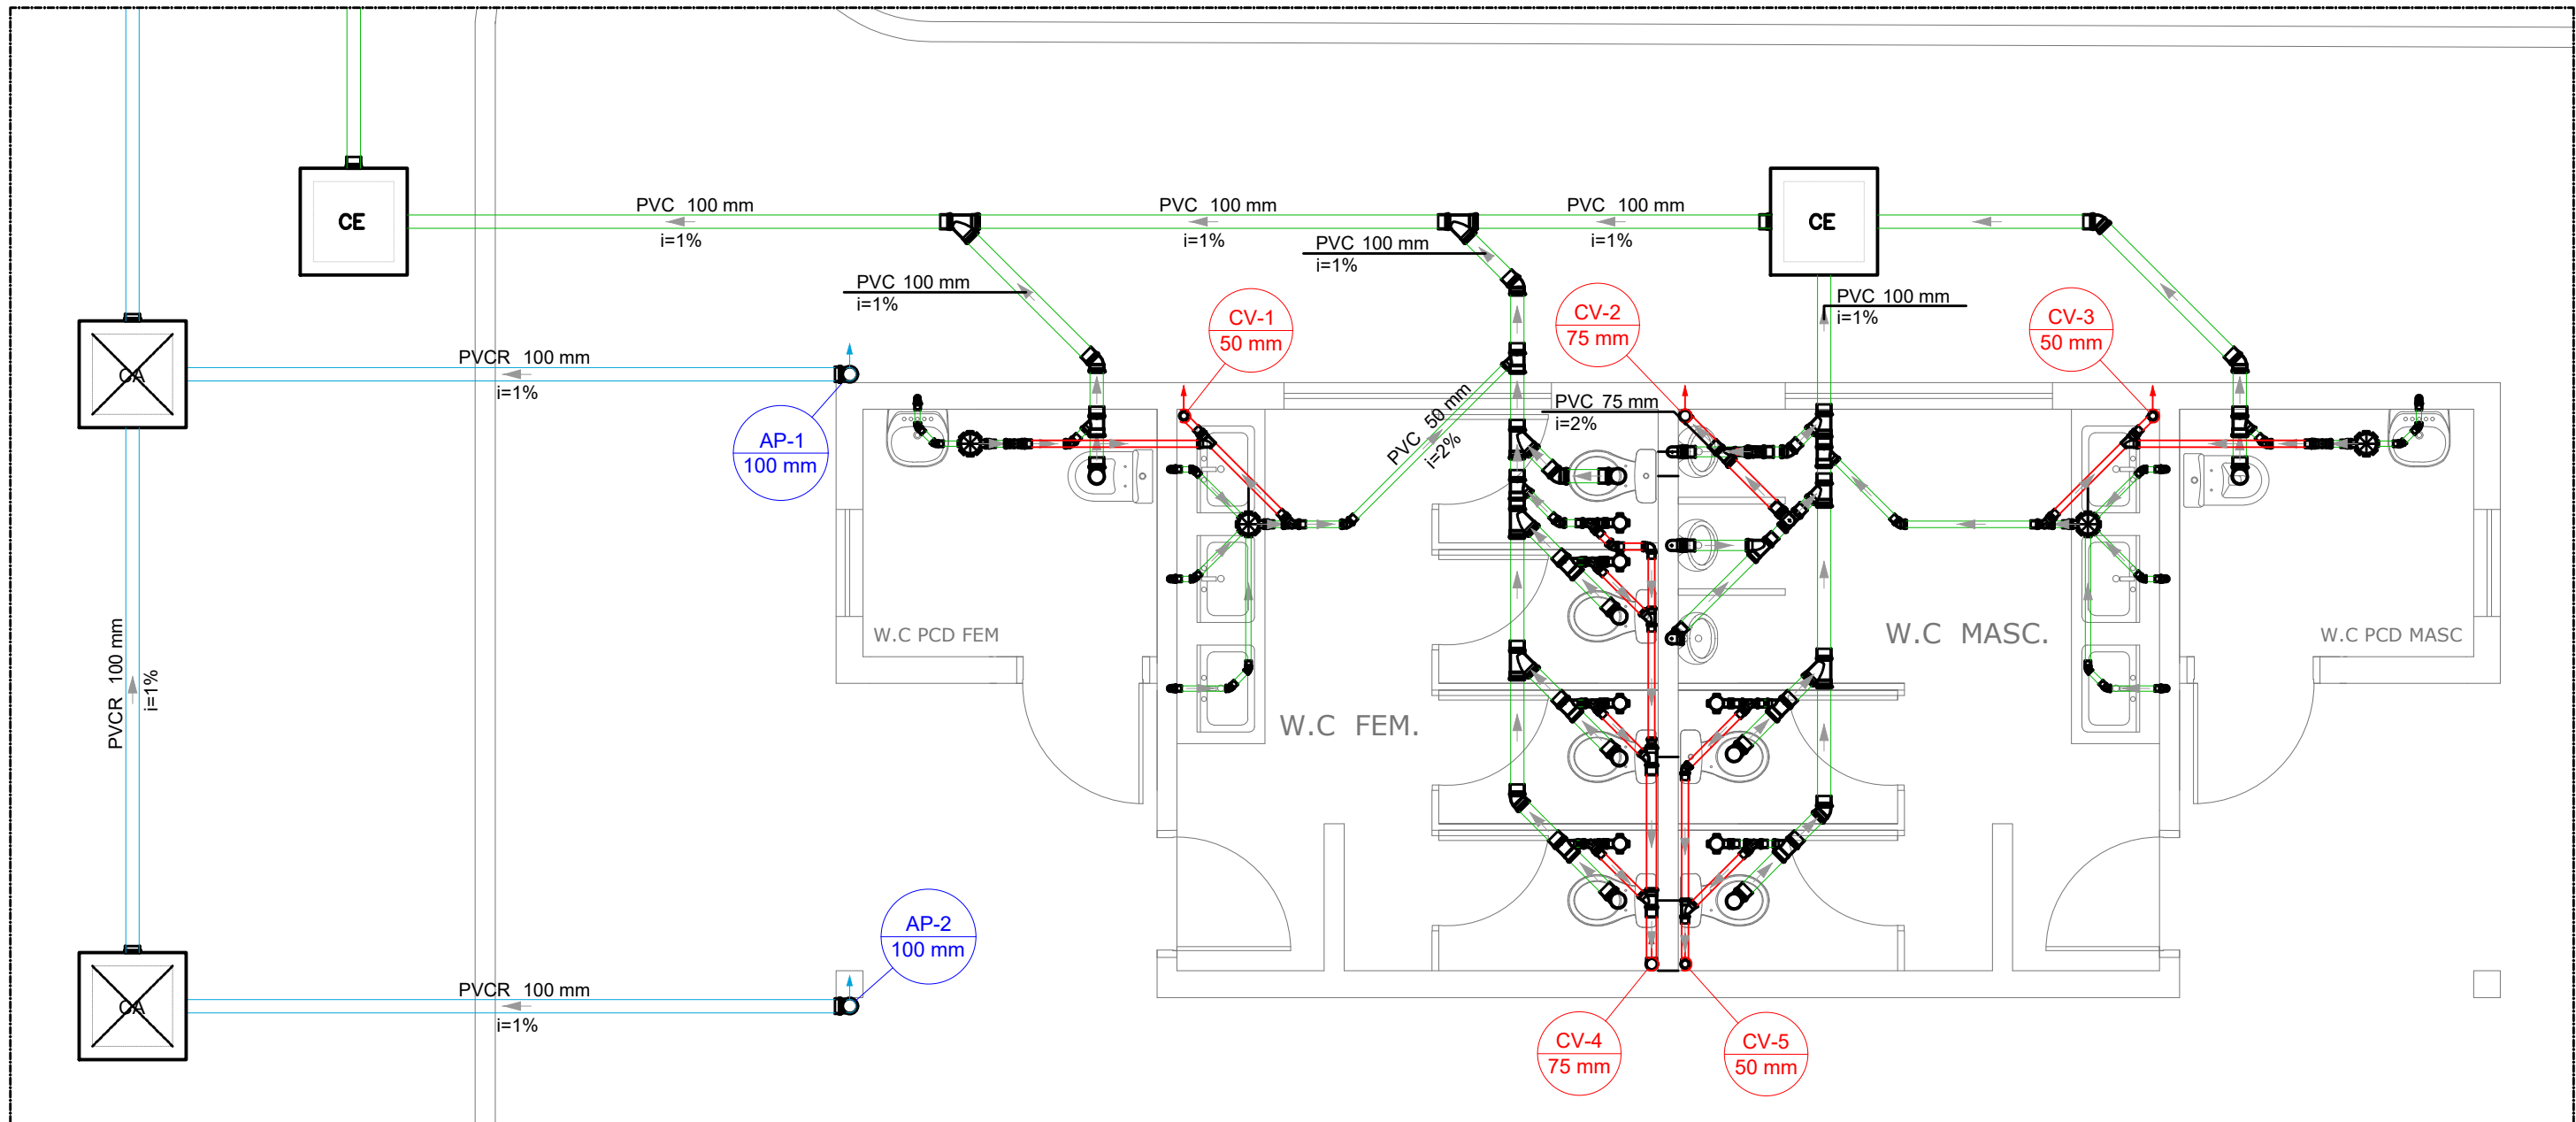 PVC 100 mm
i=1%
PVC 100 mm
i=1%
PVC 100 mm
i=1%
CE
CE
PVC 100 mm
i=1%
PVC 100 mm
i=1%
PVC 100 mm
i=1%
CV-1
50 mm
CV-2
75 mm
CV-3
50 mm
PVCR 100 mm
i=1%
CA
AP-1
100 mm
PVC 50 mm
i=2%
PVC 75 mm
i=2%
W.C PCD FEM
W.C MASC.
W.C PCD MASC
W.C FEM.
PVCR 100 mm
i=1%
AP-2
100 mm
PVCR 100 mm
i=1%
CA
CV-4
75 mm
CV-5
50 mm